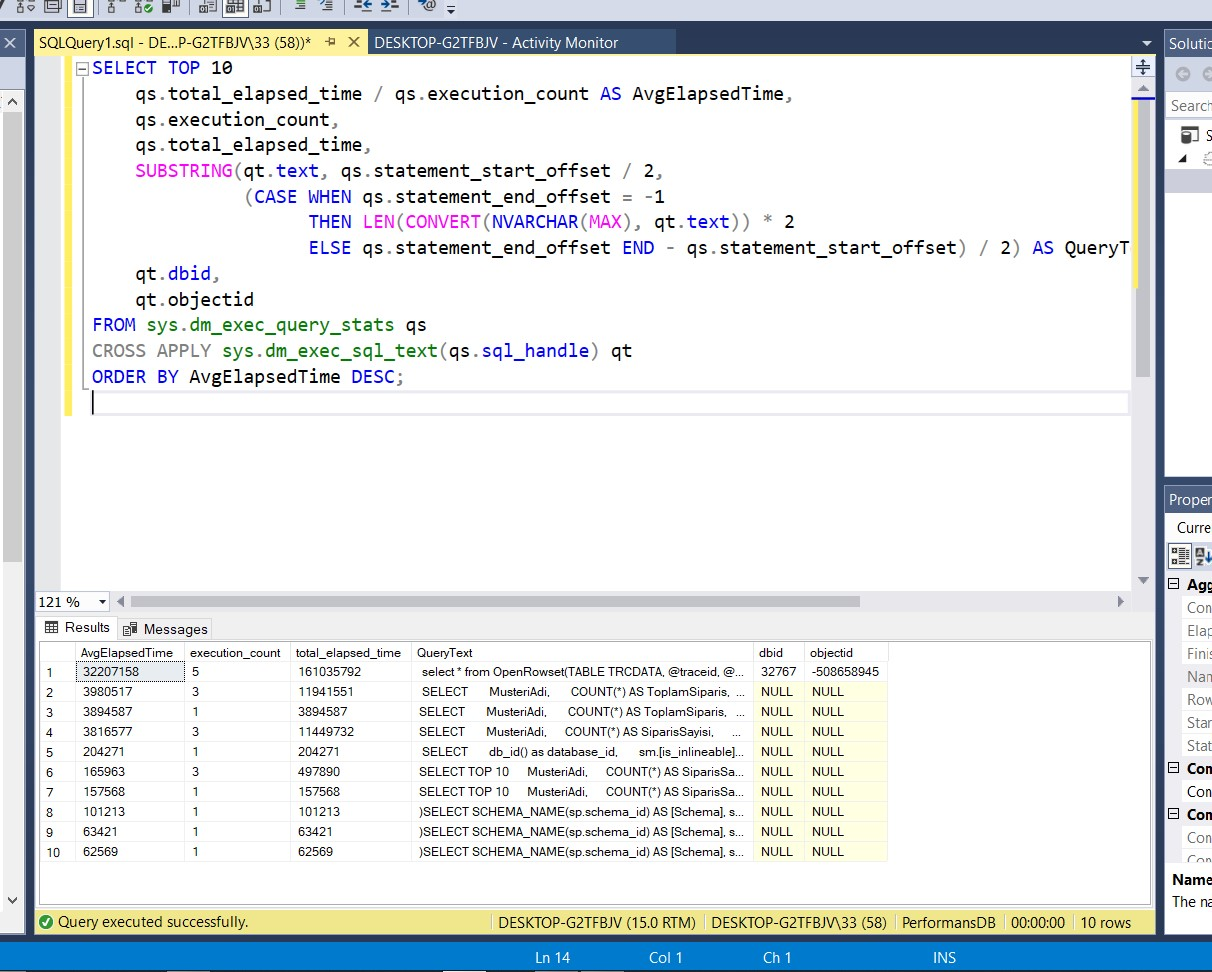 SQLQuery1.sql - DE...P-G2TFBJV\33 (58))*
DESKTOP-G2TFBJV - Activity Monitor
SELECT TOP 10
qs.total_elapsed_time / qs.execution_count AS AvgElapsedTime,
qs.execution_count,
qs.total_elapsed_time,
SUBSTRING(qt.text, qs.statement_start_offset / 2,
(CASE WHEN qs.statement_end_offset = -1
THEN LEN(CONVERT(NVARCHAR(MAX), qt.text)) * 2
ELSE qs.statement_end_offset END - qs.statement_start_offset) / 2) AS QueryT
qt.dbid,
qt.objectid
FROM sys.dm_exec_query_stats qs
CROSS APPLY sys.dm_exec_sql_text(qs.sql_handle) qt
ORDER BY AvgElapsedTime DESC;
121 %
Results Messages
AvgElapsedTime execution_count total_elapsed_time QueryText dbid objectid
1 32207158 5 161035792 select * from OpenRowset(TABLE TRCDATA, @traceid, @... 32767 -508658945
2 3980517 3 11941551 SELECT MusteriAdi, COUNT(*) AS ToplamSiparis, ... NULL NULL
3 3894587 1 3894587 SELECT MusteriAdi, COUNT(*) AS ToplamSiparis, ... NULL NULL
4 3816577 3 11449732 SELECT MusteriAdi, COUNT(*) AS SiparisSayisi, ... NULL NULL
5 204271 1 204271 SELECT db_id() as database_id, sm.[is_inlineable]... NULL NULL
6 165963 3 497890 SELECT TOP 10 MusteriAdi, COUNT(*) AS SiparisSa... NULL NULL
7 157568 1 157568 SELECT TOP 10 MusteriAdi, COUNT(*) AS SiparisSa... NULL NULL
8 101213 1 101213 )SELECT SCHEMA_NAME(sp.schema_id) AS [Schema], s... NULL NULL
9 63421 1 63421 )SELECT SCHEMA_NAME(sp.schema_id) AS [Schema], s... NULL NULL
10 62569 1 62569 )SELECT SCHEMA_NAME(sp.schema_id) AS [Schema], s... NULL NULL
Query executed successfully.
DESKTOP-G2TFBJV (15.0 RTM) DESKTOP-G2TFBJV\33 (58) PerformansDB 00:00:00 10 rows
Ln 14 Col 1 Ch 1 INS
Solutic
Search
S
Proper
Curre
Agg
Con
Elap
Finis
Nan
Row
Star
Stat
Con
Con
Con
Con
Name
The na